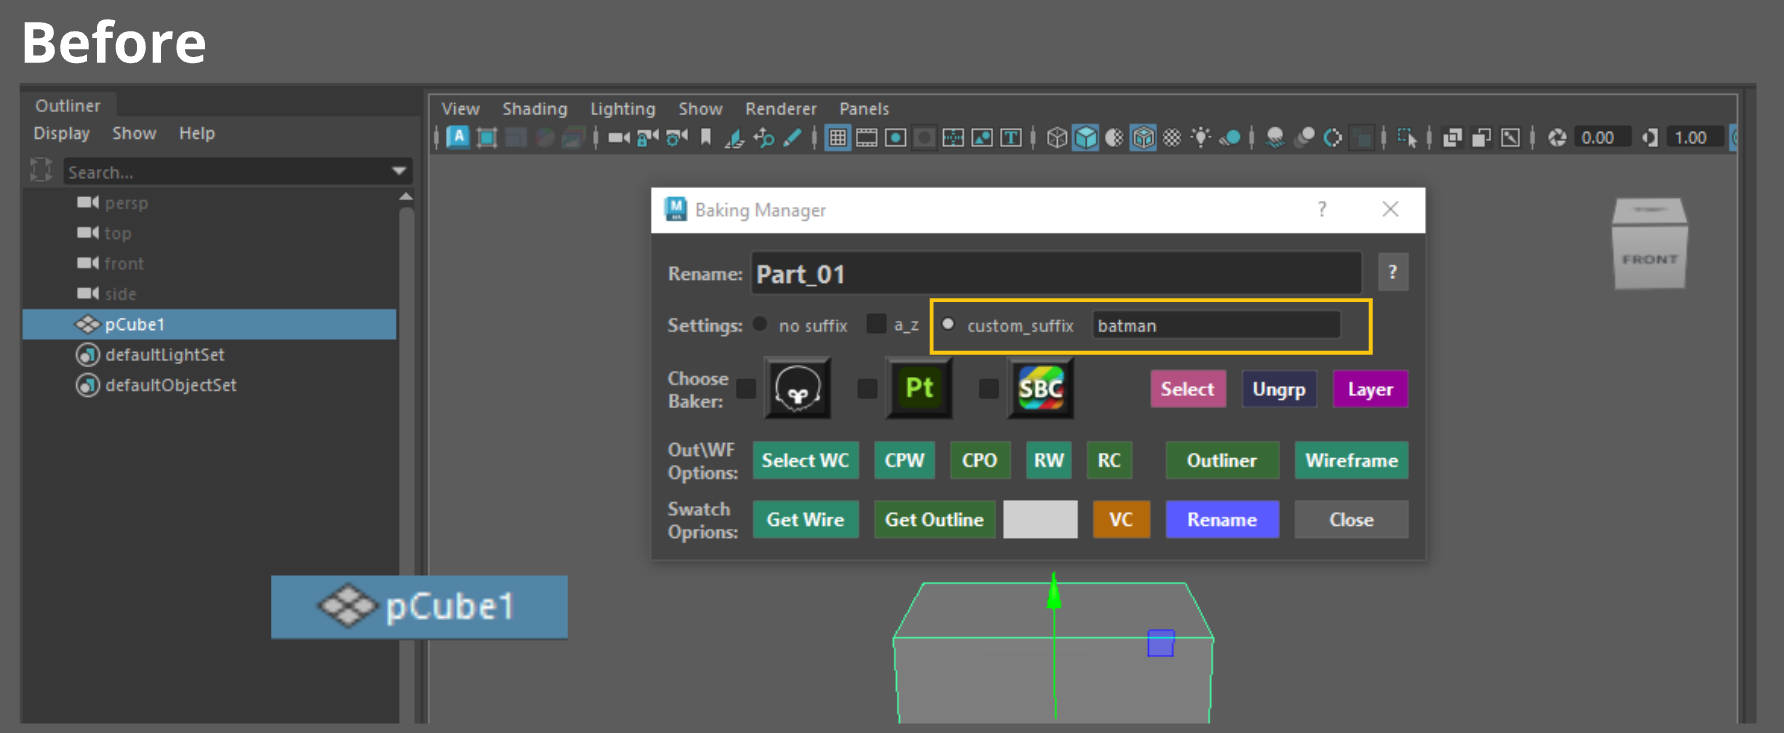 Before
Outliner
Display Show Help
Search...
persp
top
front
side
pCube1
defaultLightSet
defaultObjectSet
pCube1
View Shading Lighting Show Renderer Panels
A T 0.00 1.00
M Baking Manager ?
Rename: Part_01 ?
Settings: no suffix a_z custom_suffix batman
Choose Baker: Pt SBC Select Ungrp Layer
Out\WF Options: Select WC CPW CPO RW RC Outliner Wireframe
Swatch Oprions: Get Wire Get Outline VC Rename Close
FRONT